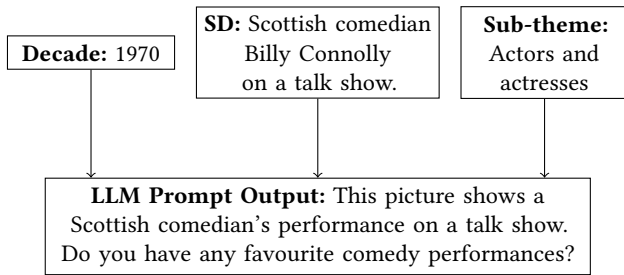 Decade: 1970
SD: Scottish comedian
Billy Connolly
on a talk show.
Sub-theme:
Actors and
actresses
LLM Prompt Output: This picture shows a
Scottish comedian's performance on a talk show.
Do you have any favourite comedy performances?